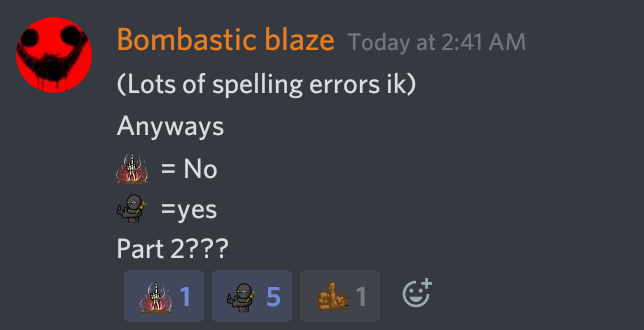 Bombastic blaze Today at 2:41 AM
(Lots of spelling errors ik)
Anyways
= No
=yes
Part 2???
1 5 1